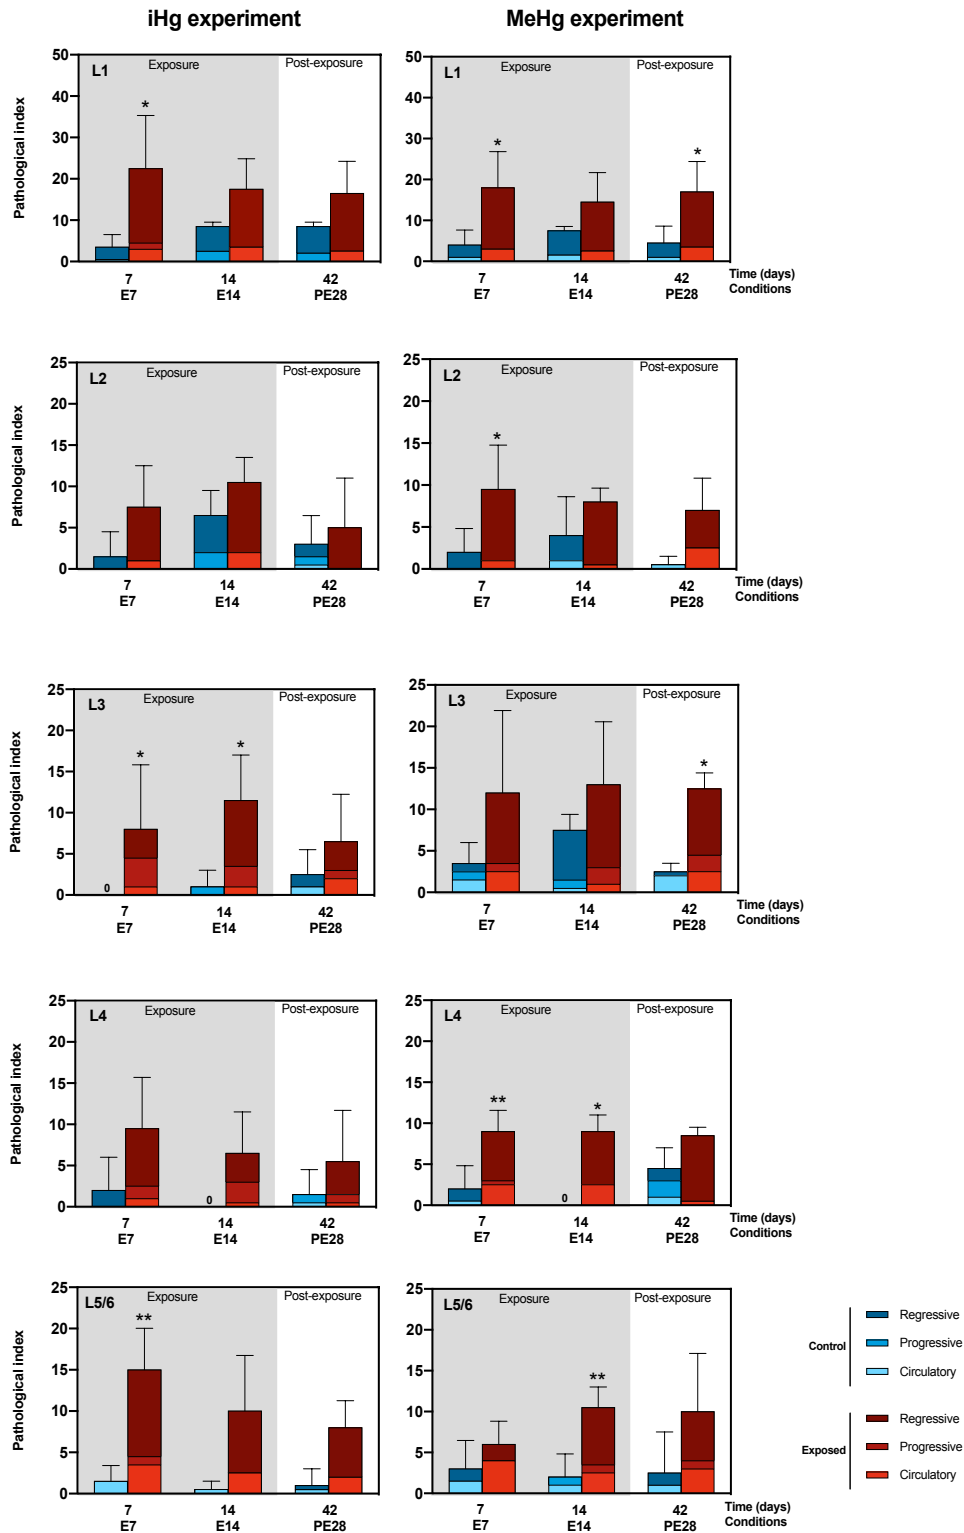 iHg experiment
MeHg experiment
Pathological index
50
40
30
20
10
0
L1
Exposure
Post-exposure
*
7
14
42
E7
E14
PE28
50
40
30
20
10
0
L1
Exposure
Post-exposure
*
*
7
14
42
Time (days)
E7
E14
PE28
Conditions
Pathological index
25
20
15
10
5
0
L2
Exposure
Post-exposure
7
14
42
E7
E14
PE28
25
20
15
10
5
0
L2
Exposure
Post-exposure
*
7
14
42
Time (days)
E7
E14
PE28
Conditions
Pathological index
25
20
15
10
5
0
L3
Exposure
Post-exposure
*
*
0
7
14
42
E7
E14
PE28
25
20
15
10
5
0
L3
Exposure
Post-exposure
*
7
14
42
Time (days)
E7
E14
PE28
Conditions
Pathological index
25
20
15
10
5
0
L4
Exposure
Post-exposure
0
7
14
42
E7
E14
PE28
25
20
15
10
5
0
L4
Exposure
Post-exposure
**
*
0
7
14
42
Time (days)
E7
E14
PE28
Conditions
Pathological index
25
20
15
10
5
0
L5/6
Exposure
Post-exposure
**
7
14
42
E7
E14
PE28
25
20
15
10
5
0
L5/6
Exposure
Post-exposure
**
7
14
42
Time (days)
E7
E14
PE28
Conditions
Control
Regressive
Progressive
Circulatory
Exposed
Regressive
Progressive
Circulatory